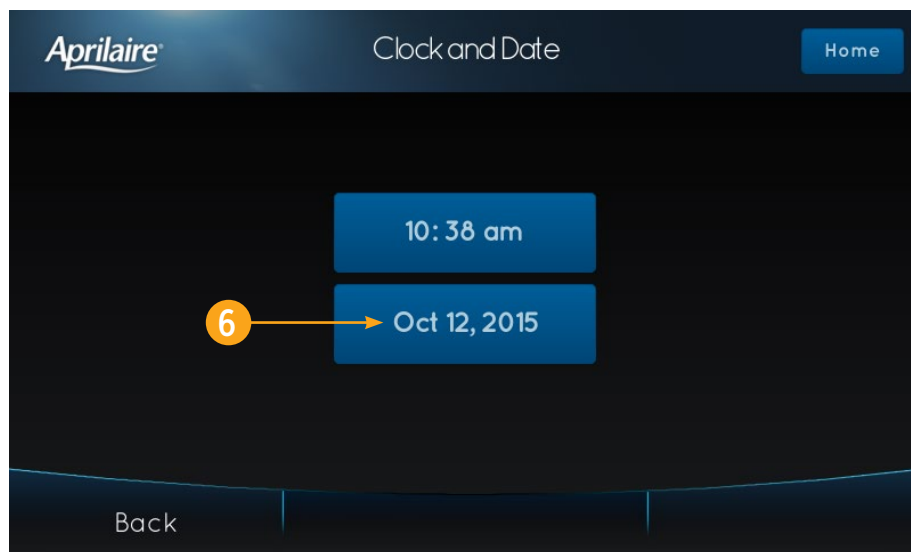 Aprilaire®
Clock and Date
Home
10:38 am
6
Oct 12, 2015
Back